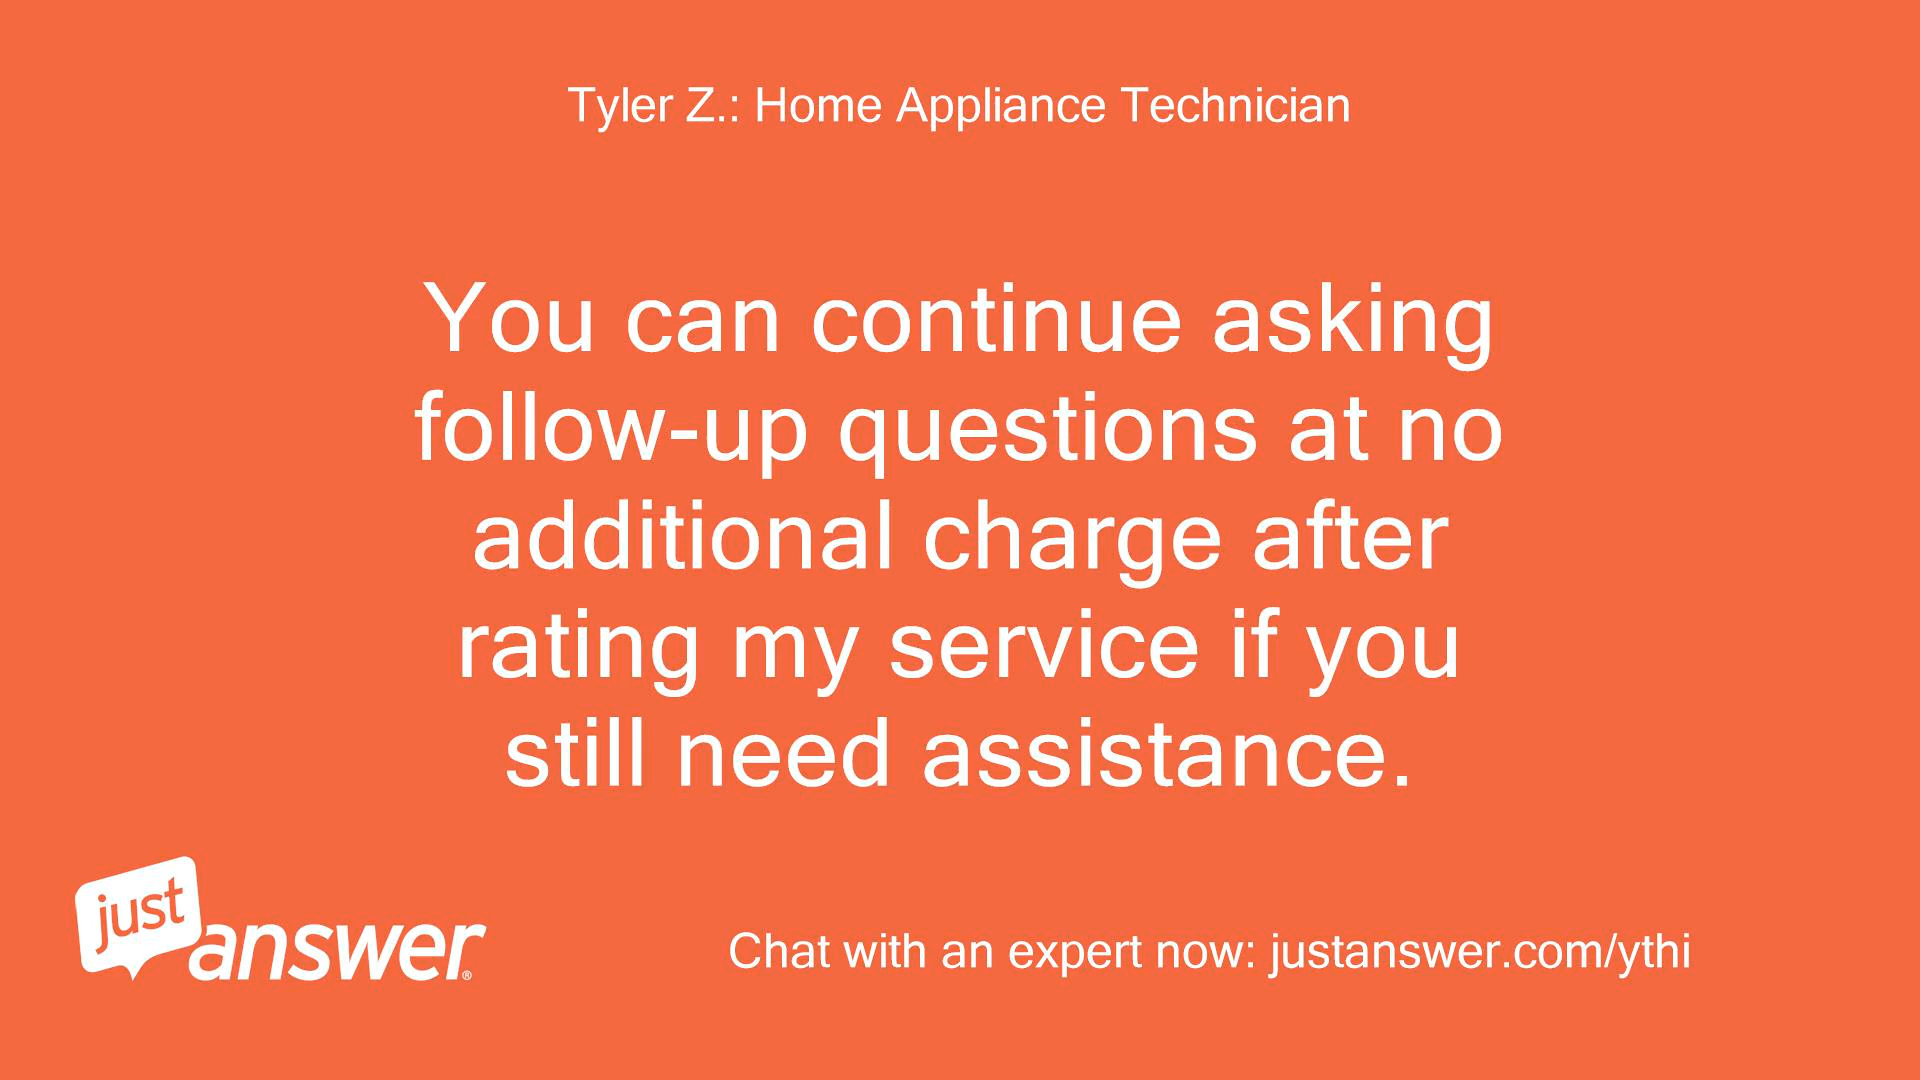 Tyler Z.: Home Appliance Technician
You can continue asking
follow-up questions at no
additional charge after
rating my service if you
still need assistance.
just
answer®
Chat with an expert now: justanswer.com/ythi